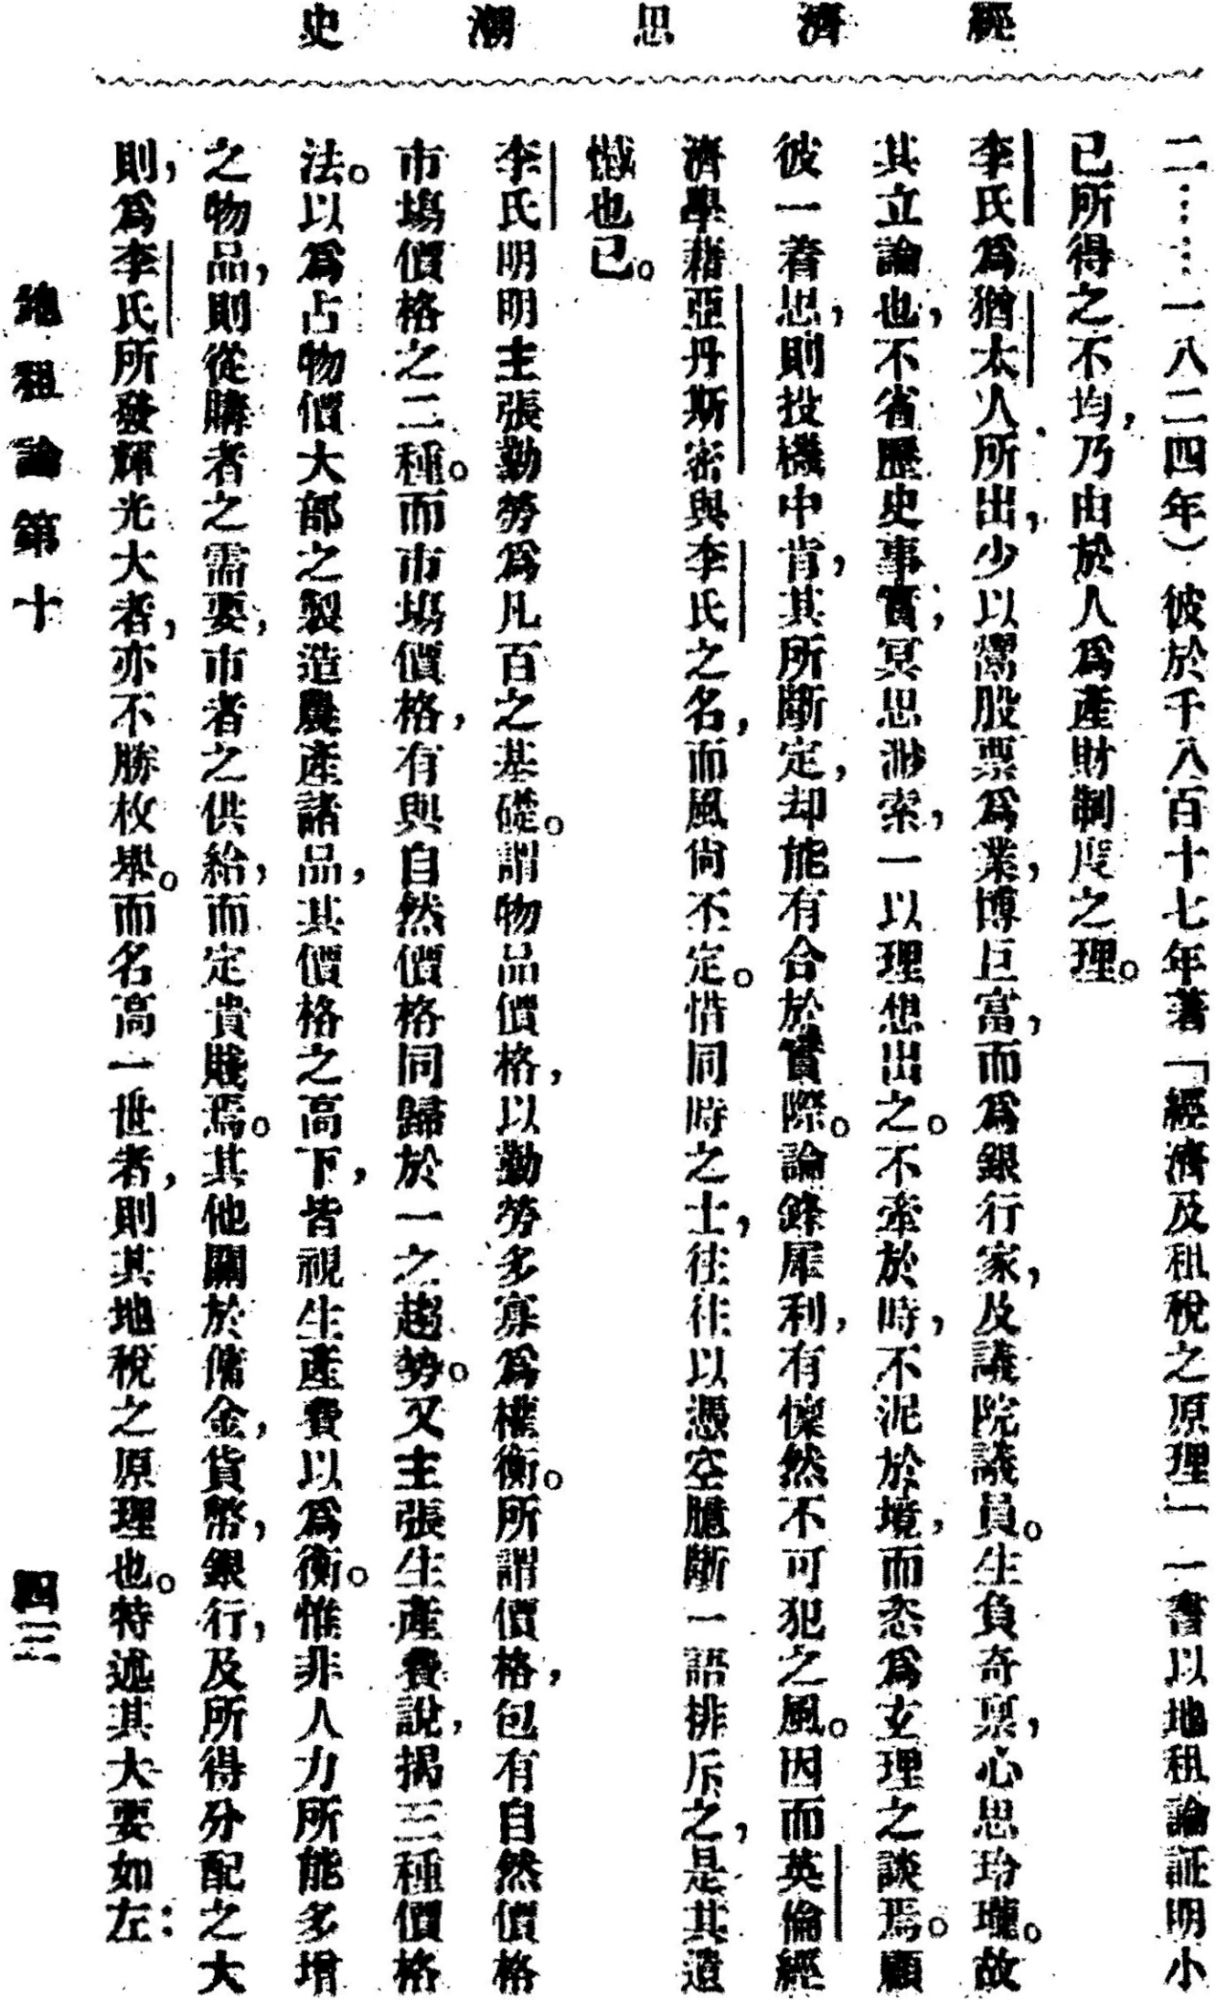 經濟思潮史
二……一八二四年）彼於千八百十七年著「經濟及租稅之原理」一書以地租論証明小
已所得之不均，乃由於人為產財制度之理。
李氏為猶太人所出，少以鬻股票為業，博巨富，而為銀行家，及議院議員。生負奇稟，心思玲瓏。故
其立論也，不省歷史事實，冥思渺索，一以理想出之。不牽於時，不泥於境，而恣為玄理之談焉。顧
彼一着思，則投機中肯，其所斷定，却能有合於實際。論鋒犀利，有懍然不可犯之風。因而英倫經
濟學藉亞丹斯密與李氏之名，而風尚丕定。惜同時之士，往往以憑空臆斷一語排斥之，是其遺
憾也已。
李氏明明主張勤勞為凡百之基礎。謂物品價格，以勤勞多寡為權衡。所謂價格，包有自然價格
市塲價格之二種。而市塲價格，有與自然價格同歸於一之趨勢。又主張生產費說，揭三種價格
法。以為占物價大部之製造農產諸品，其價格之高下，皆視生產費以為衡。惟非人力所能多增
之物品，則從購者之需要，市者之供給，而定貴賤焉。其他關於傭金，貨幣，銀行，及所得分配之大
則，為李氏所發輝光大者，亦不勝枚舉。而名高一世者，則其地稅之原理也。特述其大要如左：
地租論第十
四三